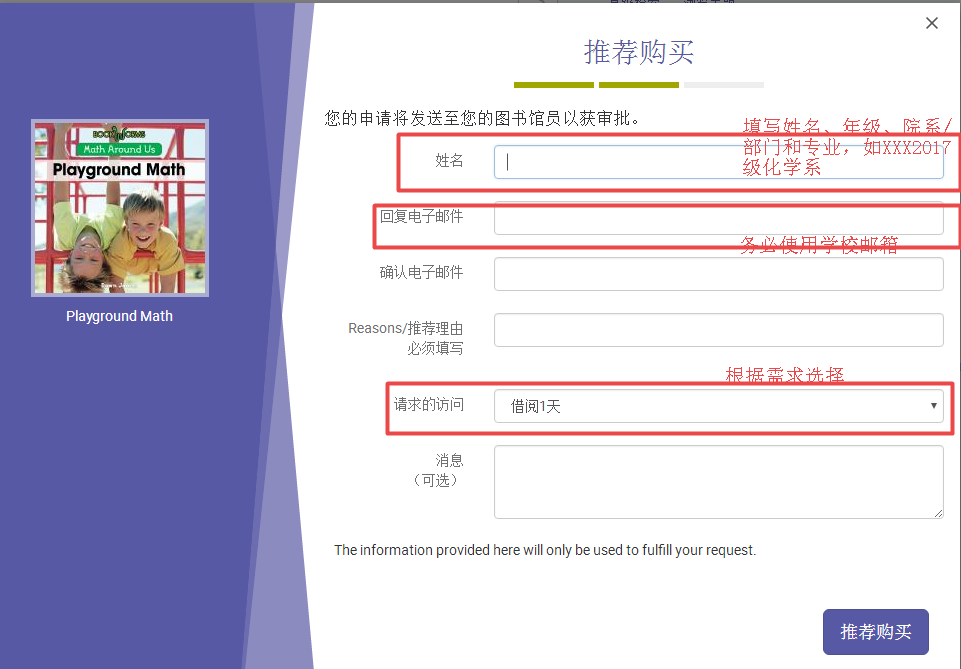 ×
推荐购买
您的申请将发送至您的图书馆员以获审批。
填写姓名、年级、院系/
部门和专业，如XXX2017
级化学系
姓名
回复电子邮件
务必使用学校邮箱
确认电子邮件
Reasons/推荐理由
必须填写
根据需求选择
请求的访问
借阅1天
消息
（可选）
The information provided here will only be used to fulfill your request.
推荐购买
Math Around Us
Playground Math
Playground Math